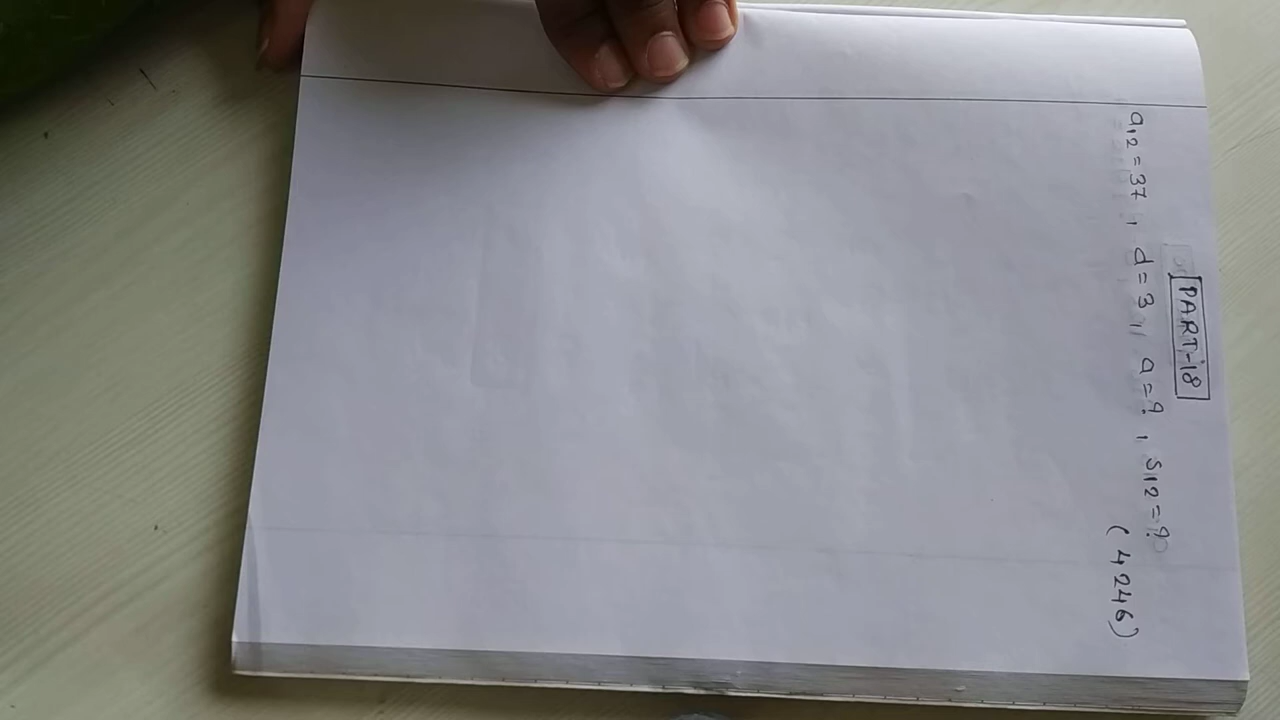 PART-18
a12 = 37, d = 3, a = ?, S12 = ?
(4246)